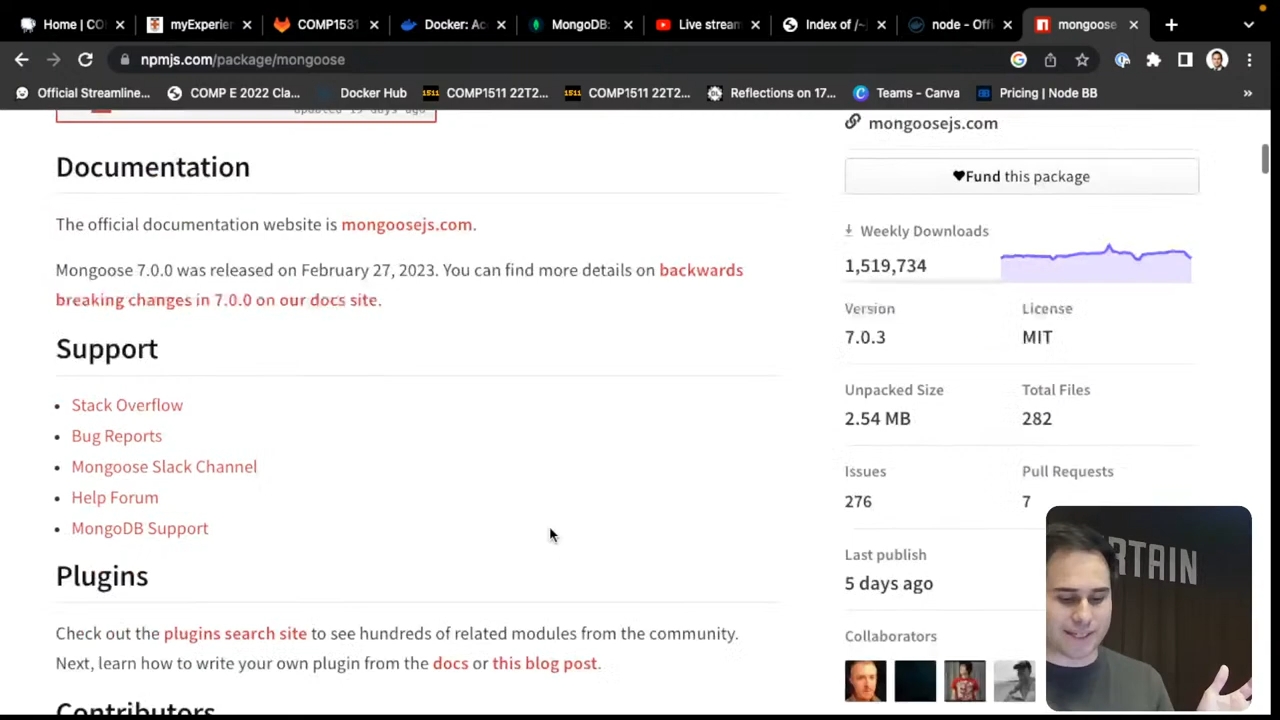 Home | CO
myExperier
COMP1531
Docker: Ac
MongoDB:
Live stream
Index of /~
node - Offi
mongoose
npmjs.com/package/mongoose
Official Streamline...
COMP E 2022 Cla...
Docker Hub
COMP1511 22T2...
COMP1511 22T2...
Reflections on 17...
Teams - Canva
Pricing | Node BB
»
updated 19 days ago
Documentation
The official documentation website is mongoosejs.com.
Mongoose 7.0.0 was released on February 27, 2023. You can find more details on backwards
breaking changes in 7.0.0 on our docs site.
Support
• Stack Overflow
• Bug Reports
• Mongoose Slack Channel
• Help Forum
• MongoDB Support
Plugins
Check out the plugins search site to see hundreds of related modules from the community.
Next, learn how to write your own plugin from the docs or this blog post.
Contributors
mongoosejs.com
Fund this package
Weekly Downloads
1,519,734
Version
License
7.0.3
MIT
Unpacked Size
Total Files
2.54 MB
282
Issues
Pull Requests
276
7
Last publish
5 days ago
Collaborators
RTAIN